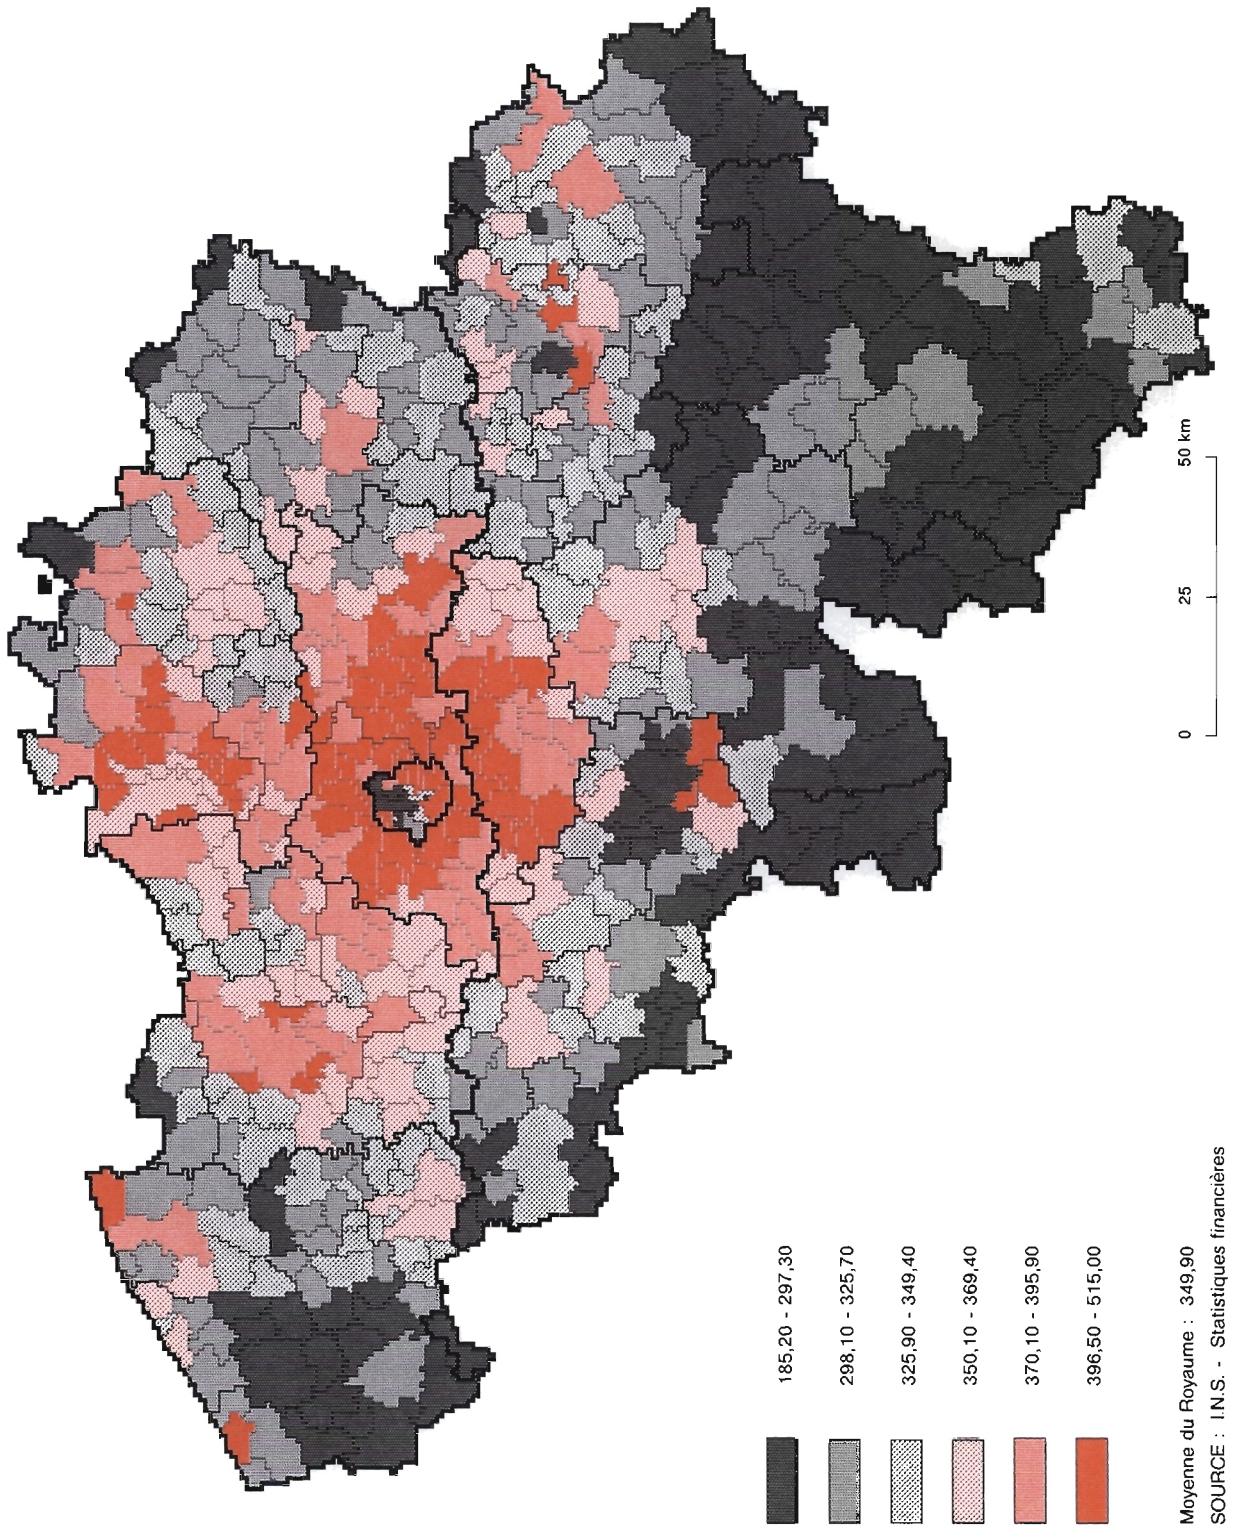 0 25 50 km
185,20 - 297,30
298,10 - 325,70
325,90 - 349,40
350,10 - 369,40
370,10 - 395,90
396,50 - 515,00
Moyenne du Royaume : 349,90
SOURCE : I.N.S. - Statistiques financières